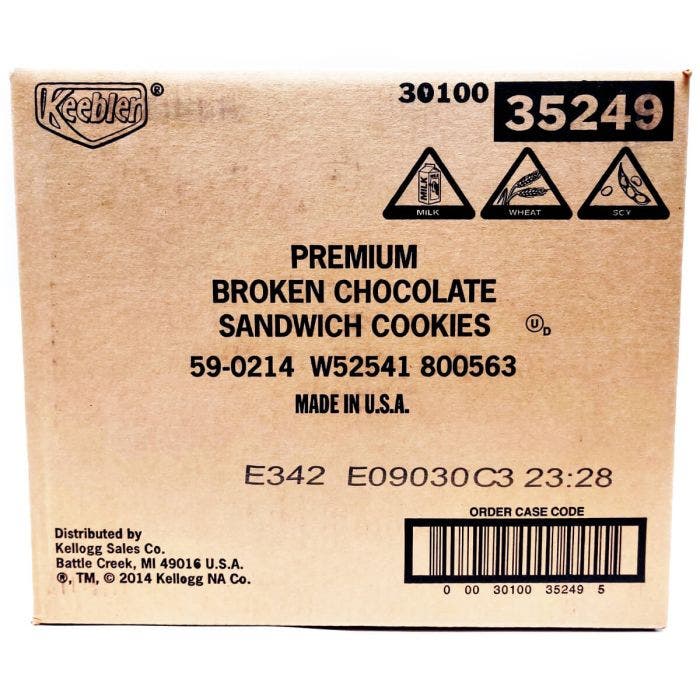 Keebler®
30100 35249
MILK WHEAT SOY
PREMIUM
BROKEN CHOCOLATE
SANDWICH COOKIES UD
59-0214 W52541 800563
MADE IN U.S.A.
E342 E09030C3 23:28
Distributed by
Kellogg Sales Co.
Battle Creek, MI 49016 U.S.A.
®, TM, © 2014 Kellogg NA Co.
ORDER CASE CODE
0 00 30100 35249 5